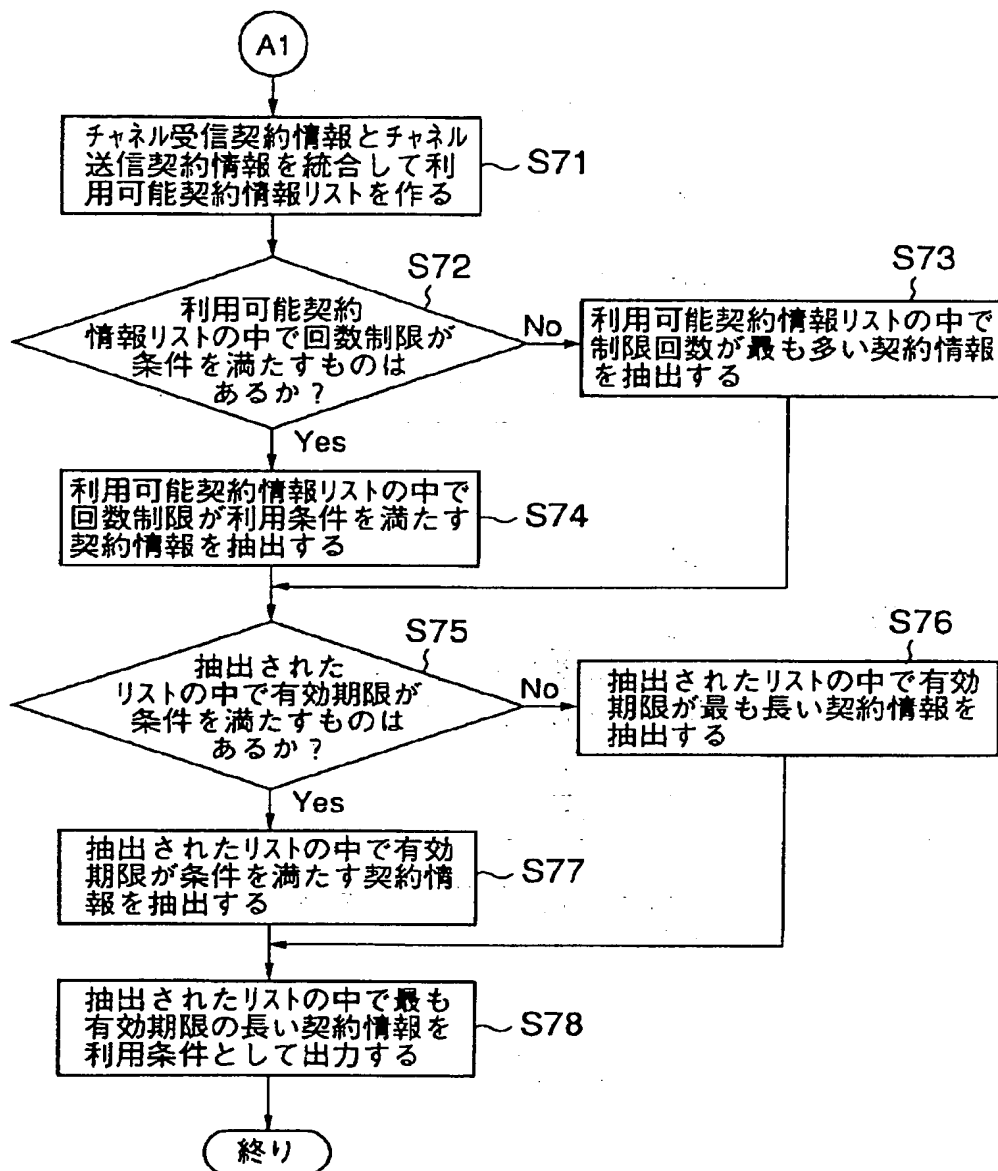 A1
チャネル受信契約情報とチャネル
送信契約情報を統合して利
用可能契約情報リストを作る
S71
S72
利用可能契約
情報リストの中で回数制限が
条件を満たすものは
あるか？
No
Yes
S73
利用可能契約情報リストの中で
制限回数が最も多い契約情報
を抽出する
利用可能契約情報リストの中で
回数制限が利用条件を満たす
契約情報を抽出する
S74
S75
抽出された
リストの中で有効期限が
条件を満たすものは
あるか？
No
Yes
S76
抽出されたリストの中で有効
期限が最も長い契約情報を
抽出する
抽出されたリストの中で有効
期限が条件を満たす契約情
報を抽出する
S77
抽出されたリストの中で最も
有効期限の長い契約情報を
利用条件として出力する
S78
終り